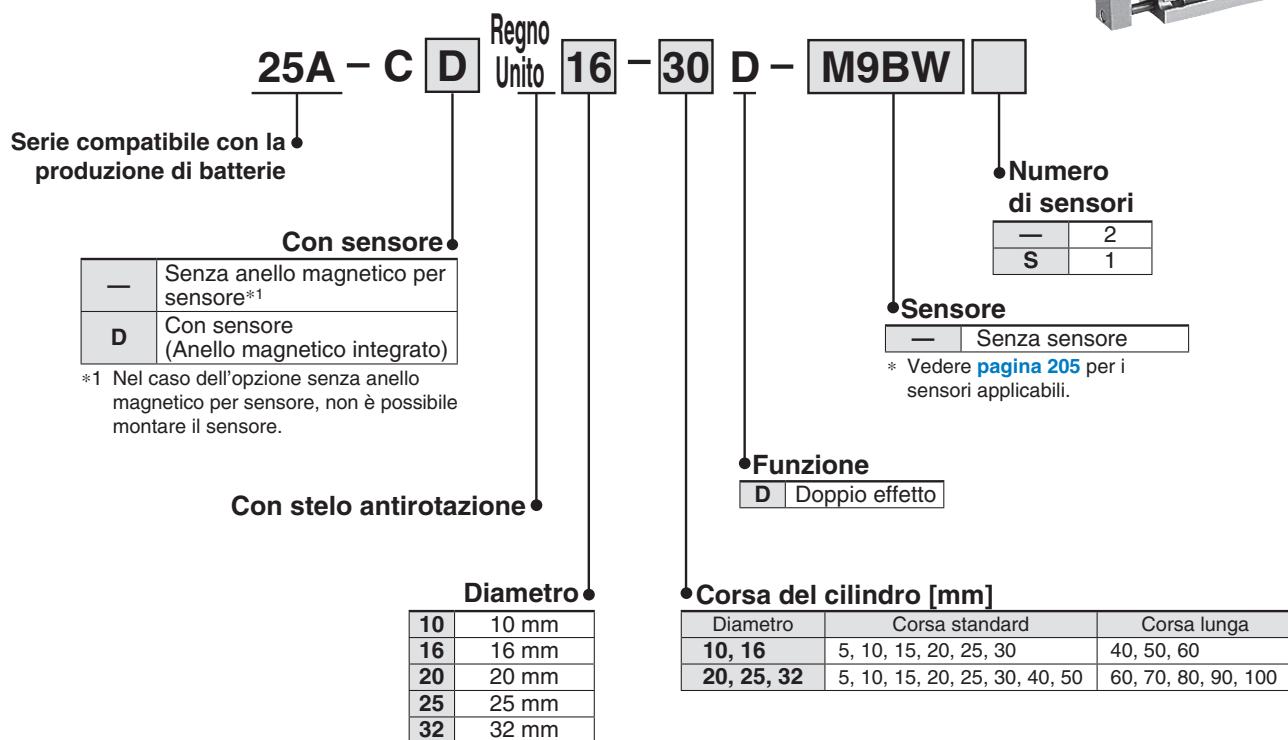 25A – C D Regno Unito 16 – 30 D – M9BW
Serie compatibile con la
produzione di batterie
Con sensore
— Senza anello magnetico per
sensore*1
D Con sensore
(Anello magnetico integrato)
*1 Nel caso dell'opzione senza anello
magnetico per sensore, non è possibile
montare il sensore.
Con stelo antirotazione
Diametro
10 10 mm
16 16 mm
20 20 mm
25 25 mm
32 32 mm
Numero
di sensori
— 2
S 1
Sensore
— Senza sensore
* Vedere pagina 205 per i
sensori applicabili.
Funzione
D Doppio effetto
Corsa del cilindro [mm]
Diametro Corsa standard Corsa lunga
10, 16 5, 10, 15, 20, 25, 30 40, 50, 60
20, 25, 32 5, 10, 15, 20, 25, 30, 40, 50 60, 70, 80, 90, 100